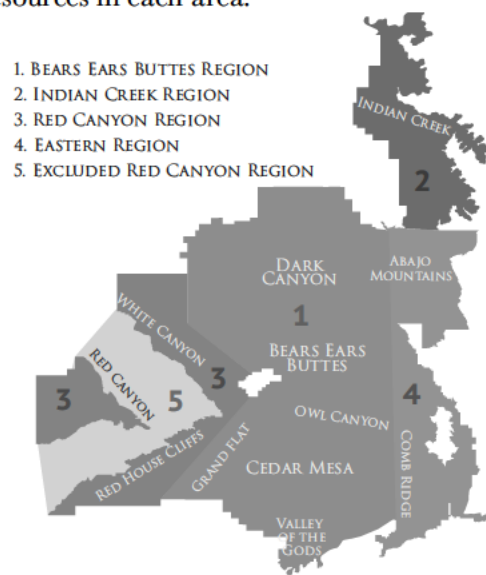 sources in each area.
1. BEARS EARS BUTTES REGION
2. INDIAN CREEK REGION
3. RED CANYON REGION
4. EASTERN REGION
5. EXCLUDED RED CANYON REGION
INDIAN CREEK
2
DARK
CANYON
ABAJO
MOUNTAINS
1
WHITE CANYON
BEARS EARS
BUTTES
RED CANYON
3
5
3
4
OWL CANYON
RED HOUSE CLIFFS
GRAND FLAT
CEDAR MESA
COMB RIDGE
VALLEY
OF THE
GODS